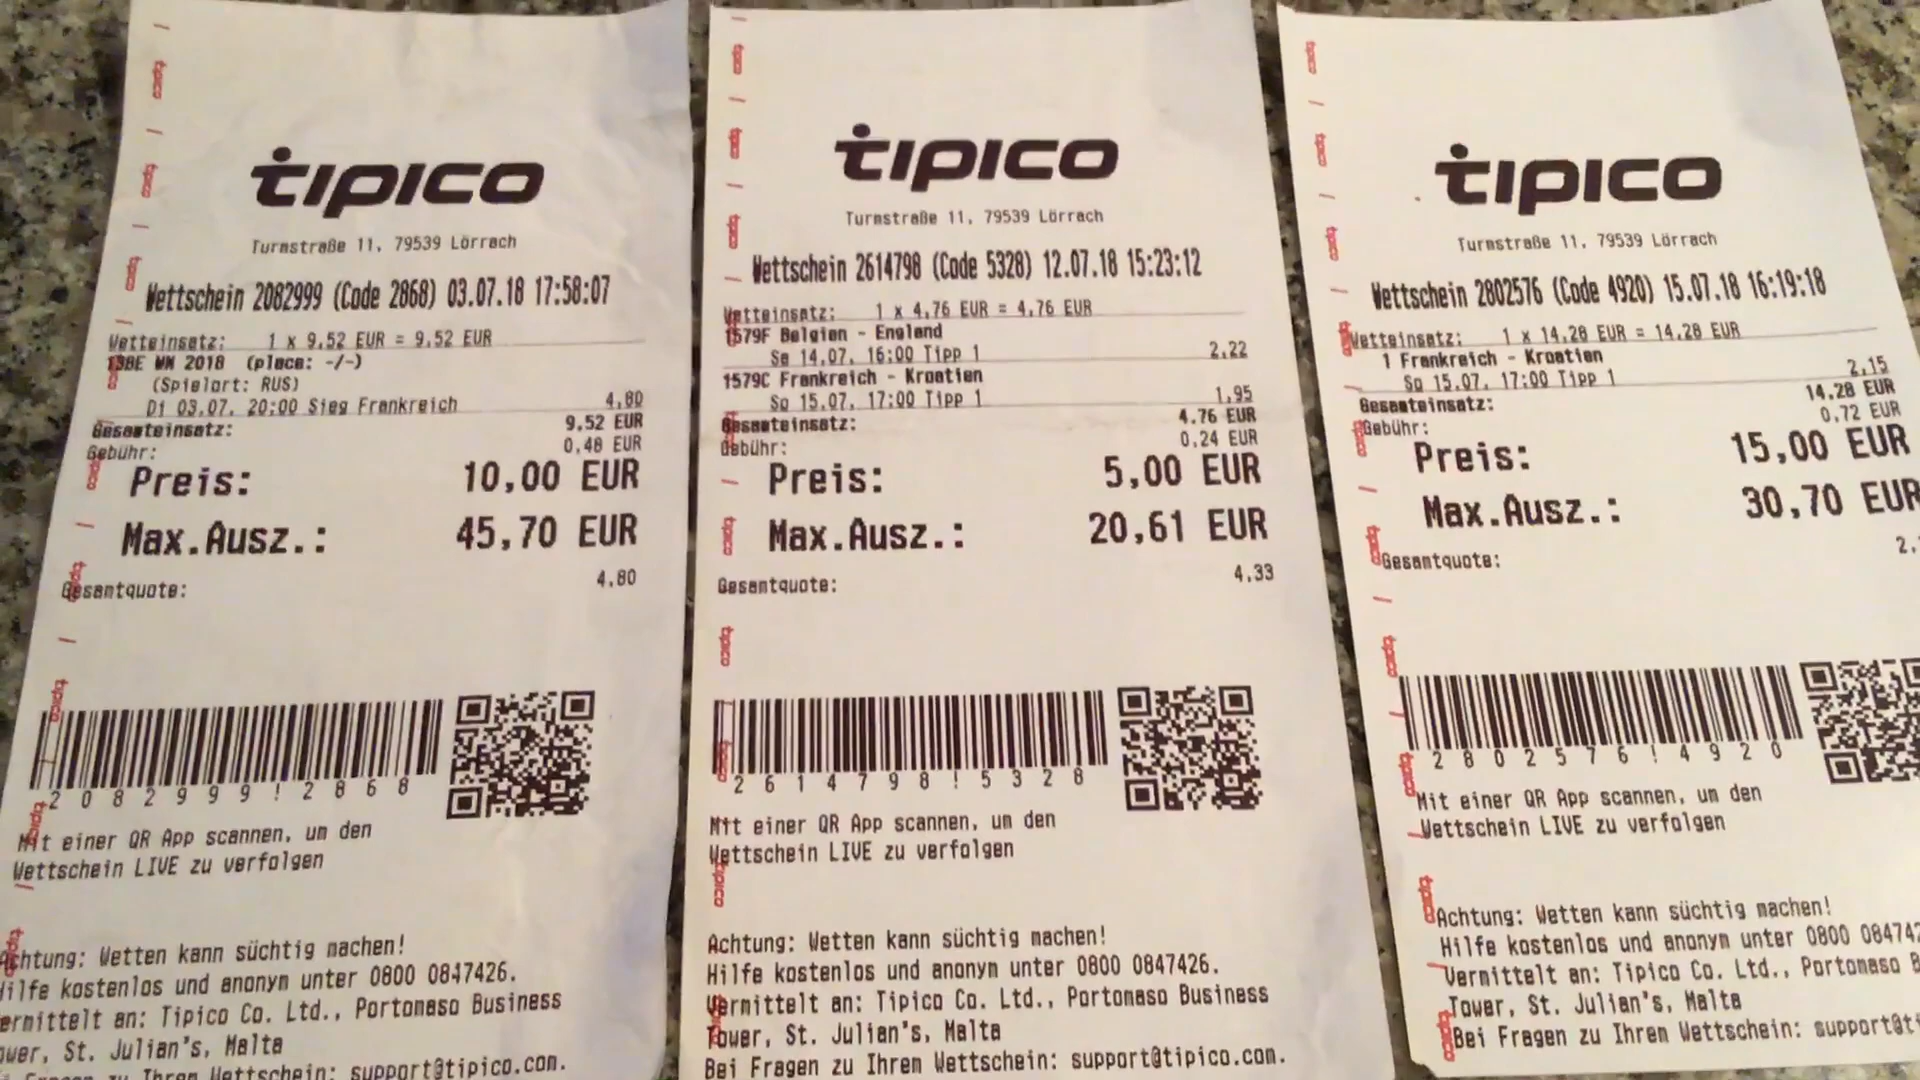 tipico
Turmstraße 11, 79539 Lörrach
Wettschein 2082999 (Code 2868) 03.07.18 17:58:07
Wetteinsatz: 1 x 9.52 EUR = 9.52 EUR
WM 2018 (place: -/-)
(Spielort: RUS)
Di 03.07. 20:00 Sieg Frankreich 4.80
Gesamteinsatz: 9.52 EUR
Gebühr: 0.48 EUR
Preis: 10,00 EUR
Max.Ausz.: 45,70 EUR
Gesamtquote: 4.80
2082999!2868
Mit einer QR App scannen, um den
Wettschein LIVE zu verfolgen
Achtung: Wetten kann süchtig machen!
Hilfe kostenlos und anonym unter 0800 0847426.
ermittelt an: Tipico Co. Ltd., Portomaso Business
ower, St. Julian's, Malta
Fragen zu Ihrem Wettschein: support@tipico.com.
tipico
Turmstraße 11, 79539 Lörrach
Wettschein 2614798 (Code 5328) 12.07.18 15:23:12
Wetteinsatz: 1 x 4.76 EUR = 4.76 EUR
1579F Belgien - England
Sa 14.07. 16:00 Tipp 1 2.22
1579C Frankreich - Kroatien
So 15.07. 17:00 Tipp 1 1.95
Gesamteinsatz: 4.76 EUR
Gebühr: 0.24 EUR
Preis: 5,00 EUR
Max.Ausz.: 20,61 EUR
Gesamtquote: 4.33
2614798!5328
Mit einer QR App scannen, um den
Wettschein LIVE zu verfolgen
Achtung: Wetten kann süchtig machen!
Hilfe kostenlos und anonym unter 0800 0847426.
Vermittelt an: Tipico Co. Ltd., Portomaso Business
Tower, St. Julian's, Malta
Bei Fragen zu Ihrem Wettschein: support@tipico.com.
tipico
Turmstraße 11, 79539 Lörrach
Wettschein 2802576 (Code 4920) 15.07.18 16:19:18
Wetteinsatz: 1 x 14.28 EUR = 14.28 EUR
1 Frankreich - Kroatien
So 15.07. 17:00 Tipp 1 2.15
Gesamteinsatz: 14.28 EUR
Gebühr: 0.72 EUR
Preis: 15,00 EUR
Max.Ausz.: 30,70 EUR
Gesamtquote: 2.
2802576!4920
Mit einer QR App scannen, um den
Wettschein LIVE zu verfolgen
Achtung: Wetten kann süchtig machen!
Hilfe kostenlos und anonym unter 0800 08474
Vermittelt an: Tipico Co. Ltd., Portomaso B
Tower, St. Julian's, Malta
Bei Fragen zu Ihrem Wettschein: support@t